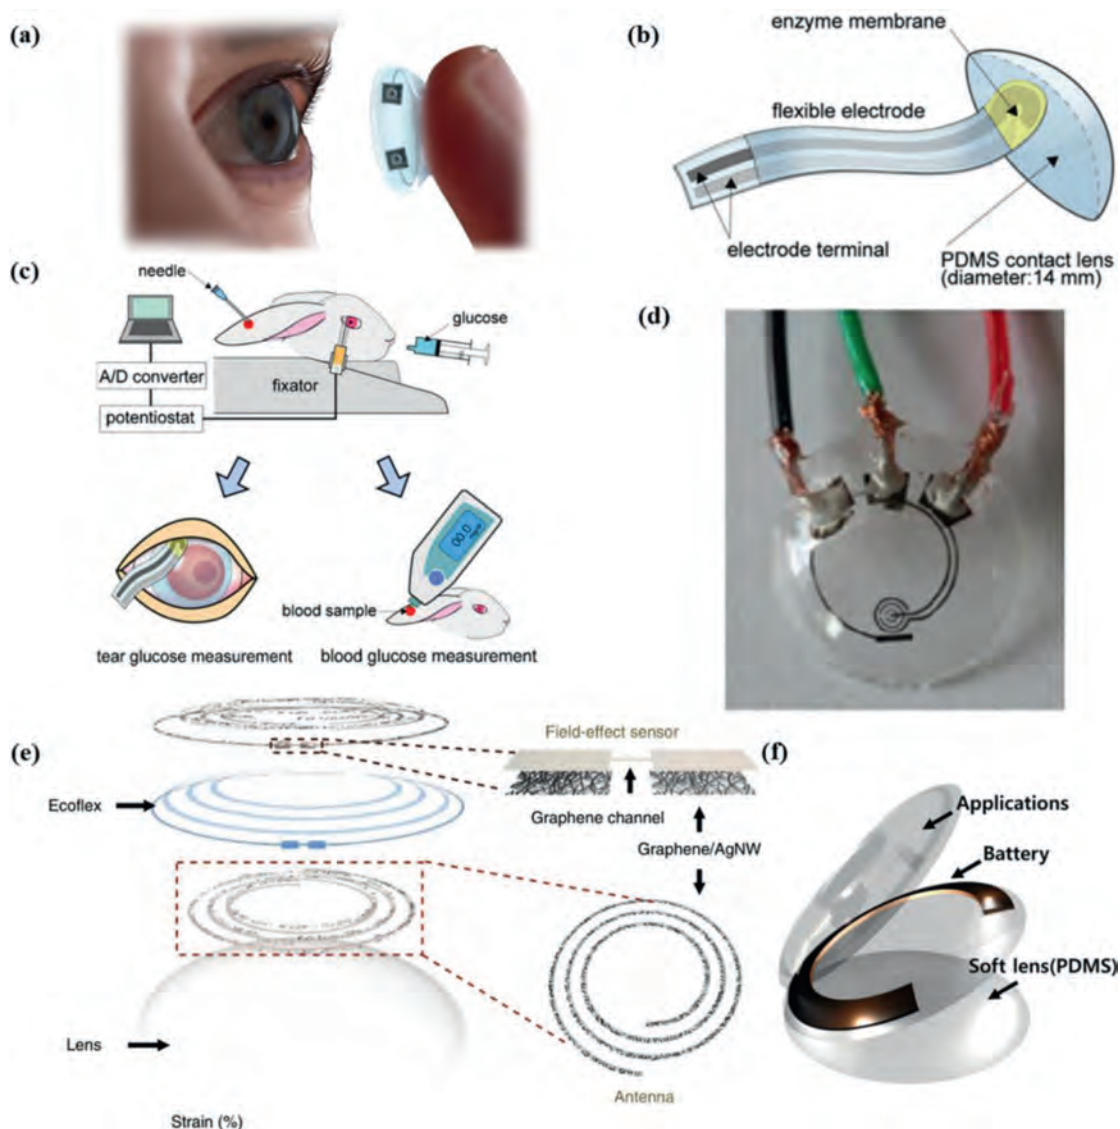 (a)
(b)
enzyme membrane
flexible electrode
electrode terminal
PDMS contact lens
(diameter:14 mm)
(c)
needle
glucose
A/D converter
fixator
potentiostat
00.0
blood sample
tear glucose measurement
blood glucose measurement
(d)
(e)
Field-effect sensor
Ecoflex
Graphene channel
Graphene/AgNW
Lens
Antenna
Strain (%)
(f)
Applications
Battery
Soft lens(PDMS)